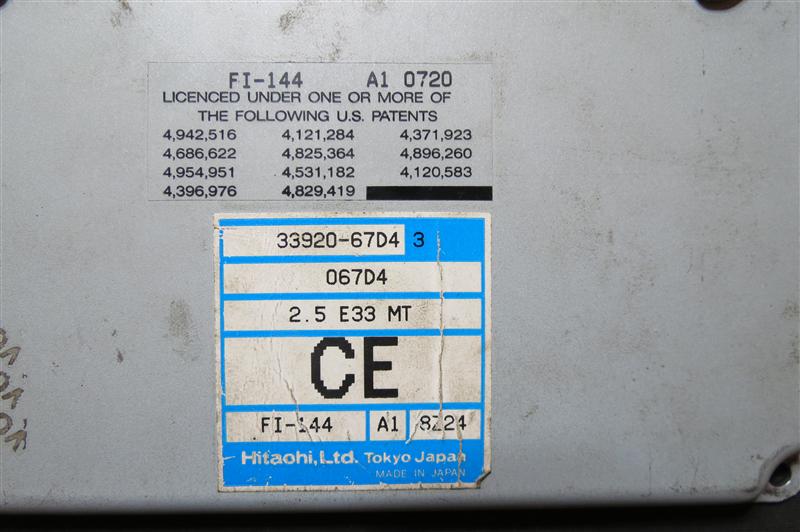 FI-144 A1 0720
LICENCED UNDER ONE OR MORE OF
THE FOLLOWING U.S. PATENTS
4,942,516 4,121,284 4,371,923
4,686,622 4,825,364 4,896,260
4,954,951 4,531,182 4,120,583
4,396,976 4,829,419
33920-67D4 3
067D4
2.5 E33 MT
CE
FI-144 A1 8Z24
Hitachi, Ltd. Tokyo Japan
MADE IN JAPAN